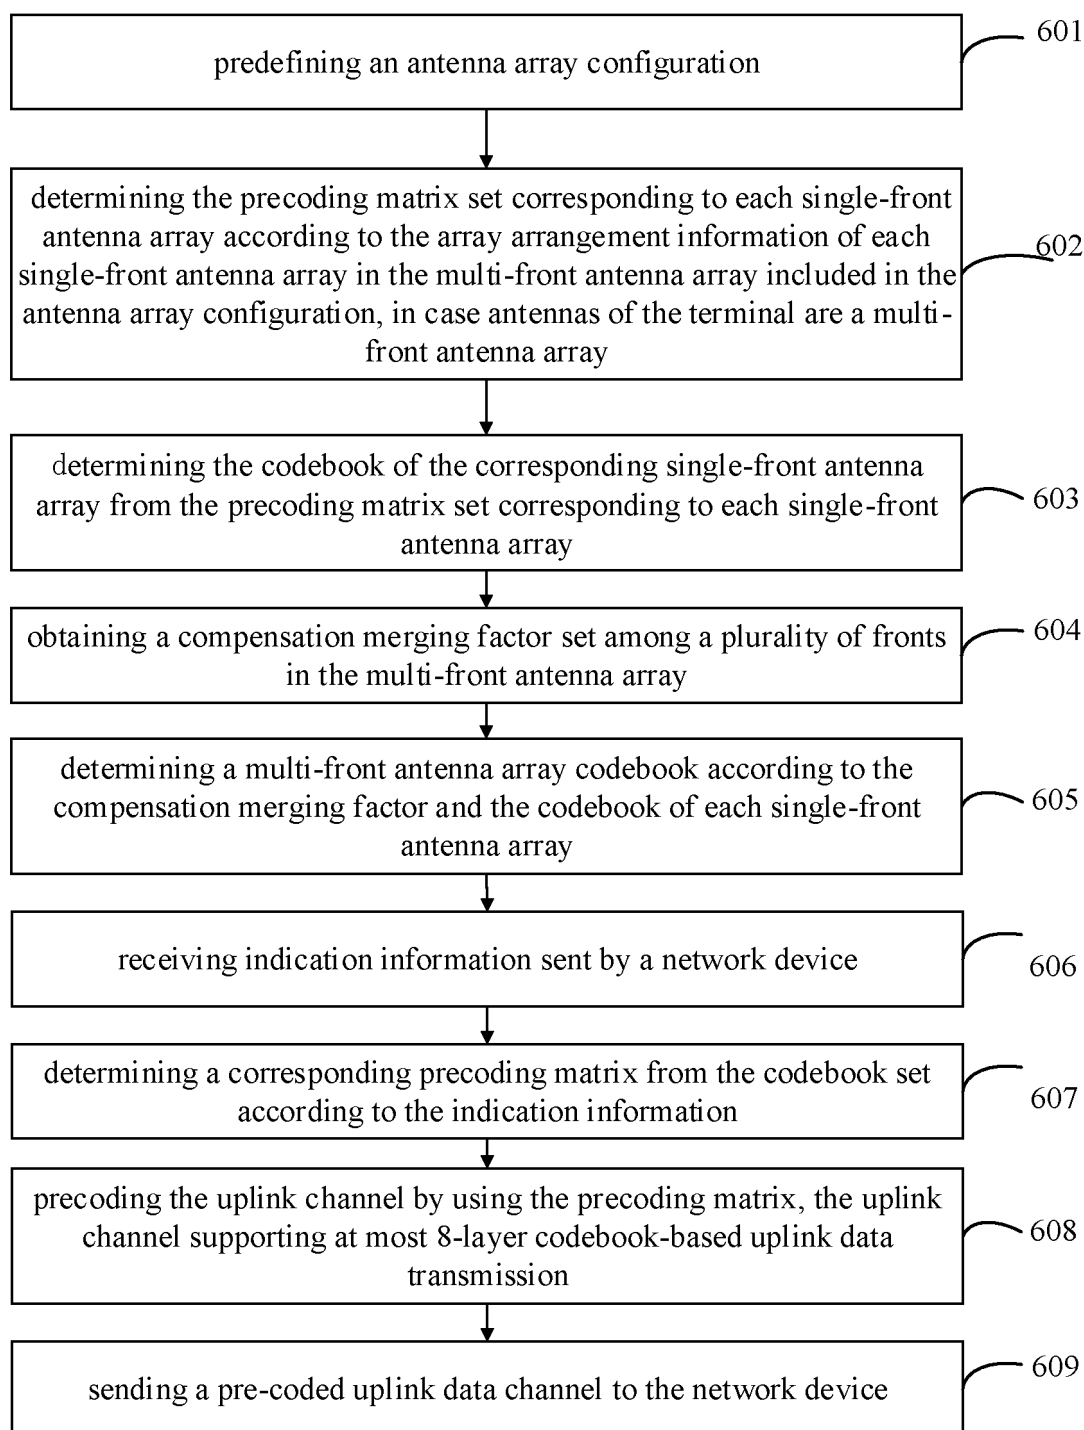 predefining an antenna array configuration
601
determining the precoding matrix set corresponding to each single-front
antenna array according to the array arrangement information of each
single-front antenna array in the multi-front antenna array included in the
antenna array configuration, in case antennas of the terminal are a multi-
front antenna array
602
determining the codebook of the corresponding single-front antenna
array from the precoding matrix set corresponding to each single-front
antenna array
603
obtaining a compensation merging factor set among a plurality of fronts
in the multi-front antenna array
604
determining a multi-front antenna array codebook according to the
compensation merging factor and the codebook of each single-front
antenna array
605
receiving indication information sent by a network device
606
determining a corresponding precoding matrix from the codebook set
according to the indication information
607
precoding the uplink channel by using the precoding matrix, the uplink
channel supporting at most 8-layer codebook-based uplink data
transmission
608
sending a pre-coded uplink data channel to the network device
609